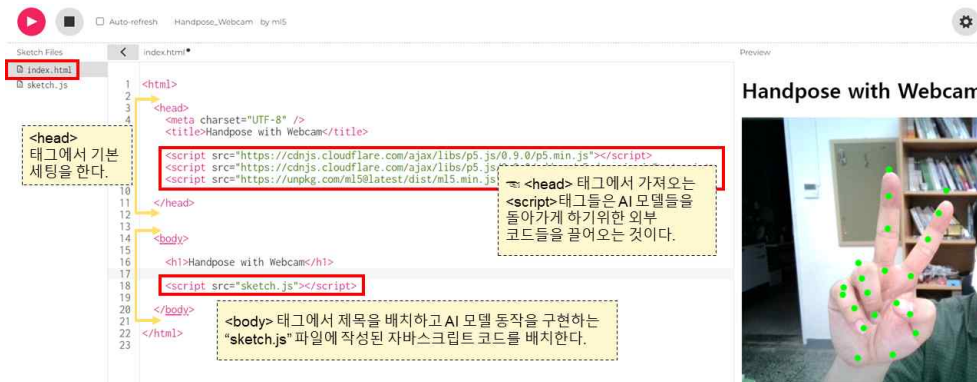 Auto-refresh Handpose_Webcam by ml5
Sketch Files
index.html
sketch.js
index.html
Preview
1 <html>
2
3 <head>
4 <meta charset="UTF-8" />
5 <title>Handpose with Webcam</title>
<script src="https://cdnjs.cloudflare.com/ajax/libs/p5.js/0.9.0/p5.min.js"></script>
<script src="https://cdnjs.cloudflare.com/ajax/libs/p5.js/
<script src="https://unpkg.com/ml5@latest/dist/ml5.min.js
10
11 </head>
12
13
14 <body>
15
16 <h1>Handpose with Webcam</h1>
17
18 <script src="sketch.js"></script>
19
20 </body>
21
22 </html>
23
<head>
태그에서 기본
세팅을 한다.
☜ <head> 태그에서 가져오는
<script>태그들은 AI 모델들을
돌아가게 하기위한 외부
코드들을 끌어오는 것이다.
<body> 태그에서 제목을 배치하고 AI 모델 동작을 구현하는
“sketch.js” 파일에 작성된 자바스크립트 코드를 배치한다.
Handpose with Webcam